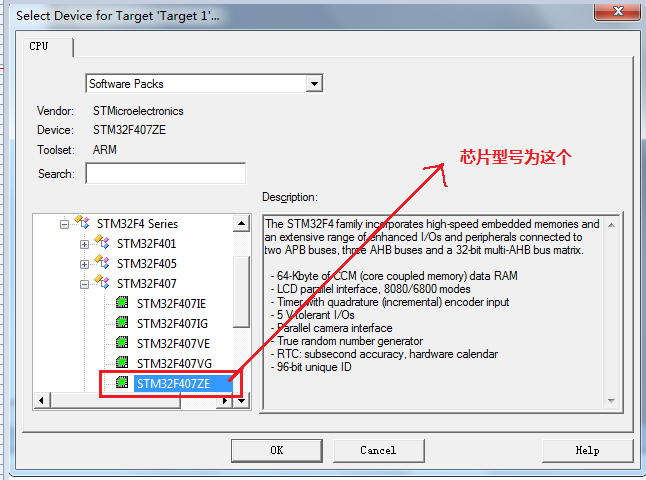 Select Device for Target 'Target 1'...
CPU
Software Packs
Vendor: STMicroelectronics
Device: STM32F407ZE
Toolset: ARM
Search:
芯片型号为这个
Description:
STM32F4 Series
STM32F401
STM32F405
STM32F407
STM32F407IE
STM32F407IG
STM32F407VE
STM32F407VG
STM32F407ZE
The STM32F4 family incorporates high-speed embedded memories and
an extensive range of enhanced I/Os and peripherals connected to
two APB buses, three AHB buses and a 32-bit multi-AHB bus matrix.
- 64-Kbyte of CCM (core coupled memory) data RAM
- LCD parallel interface, 8080/6800 modes
- Timer with quadrature (incremental) encoder input
- 5 V-tolerant I/Os
- Parallel camera interface
- True random number generator
- RTC: subsecond accuracy, hardware calendar
- 96-bit unique ID
OK
Cancel
Help